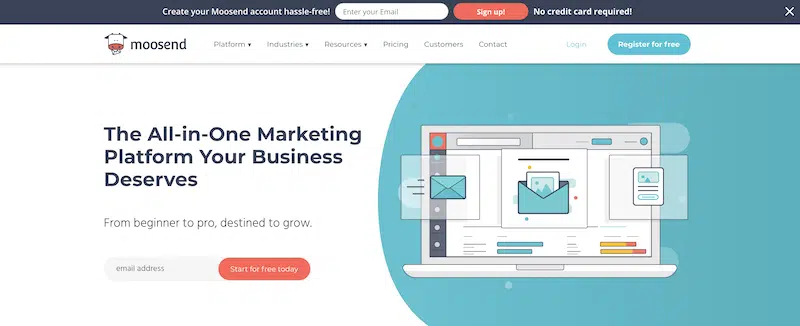 Create your Moosend account hassle-free! Enter your Email Sign up! No credit card required!
moosend Platform Industries Resources Pricing Customers Contact Login Register for free
The All-in-One Marketing
Platform Your Business
Deserves
From beginner to pro, destined to grow.
email address Start for free today